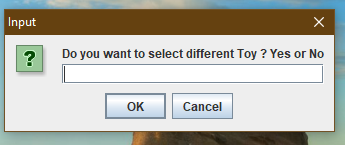 Input
Do you want to select different Toy ? Yes or No
OK
Cancel